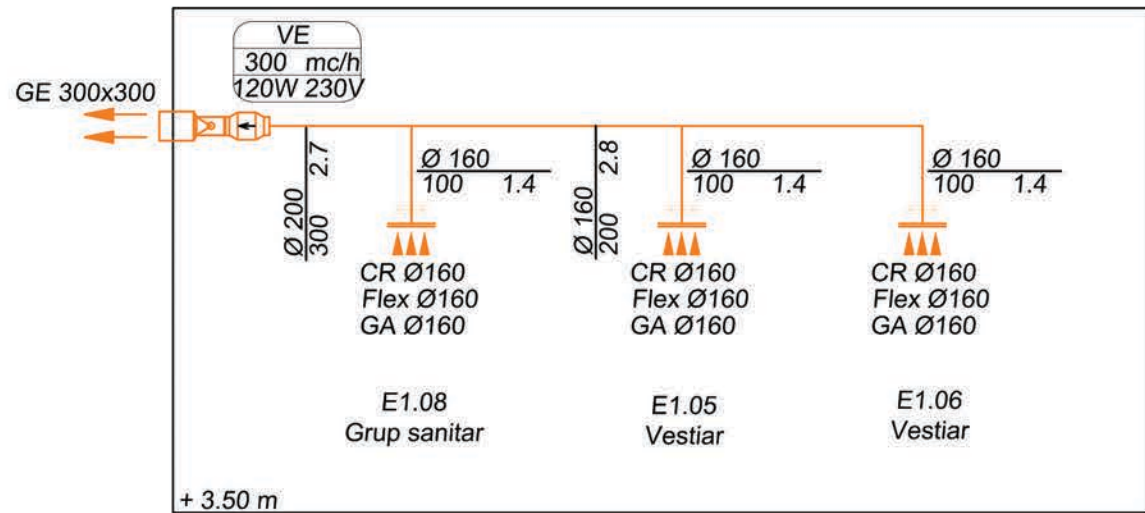 VE
300 mc/h
120W 230V
GE 300x300
2.7
Ø 200
300
Ø 160
100 1.4
2.8
Ø 160
200
Ø 160
100 1.4
Ø 160
100 1.4
CR Ø160
Flex Ø160
GA Ø160
CR Ø160
Flex Ø160
GA Ø160
CR Ø160
Flex Ø160
GA Ø160
E1.08
Grup sanitar
E1.05
Vestiar
E1.06
Vestiar
+ 3.50 m